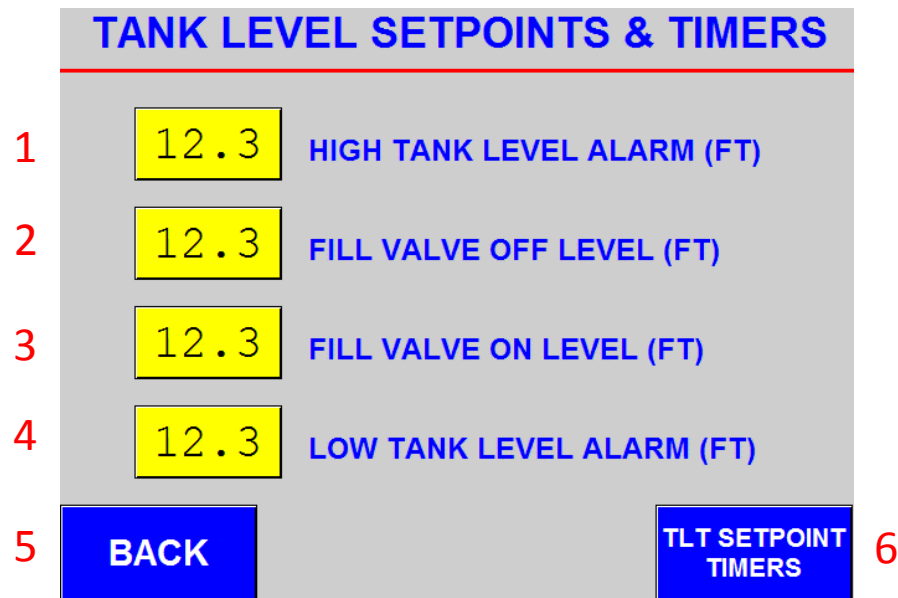 TANK LEVEL SETPOINTS & TIMERS
1 12.3 HIGH TANK LEVEL ALARM (FT)
2 12.3 FILL VALVE OFF LEVEL (FT)
3 12.3 FILL VALVE ON LEVEL (FT)
4 12.3 LOW TANK LEVEL ALARM (FT)
5 BACK
TLT SETPOINT
TIMERS
6